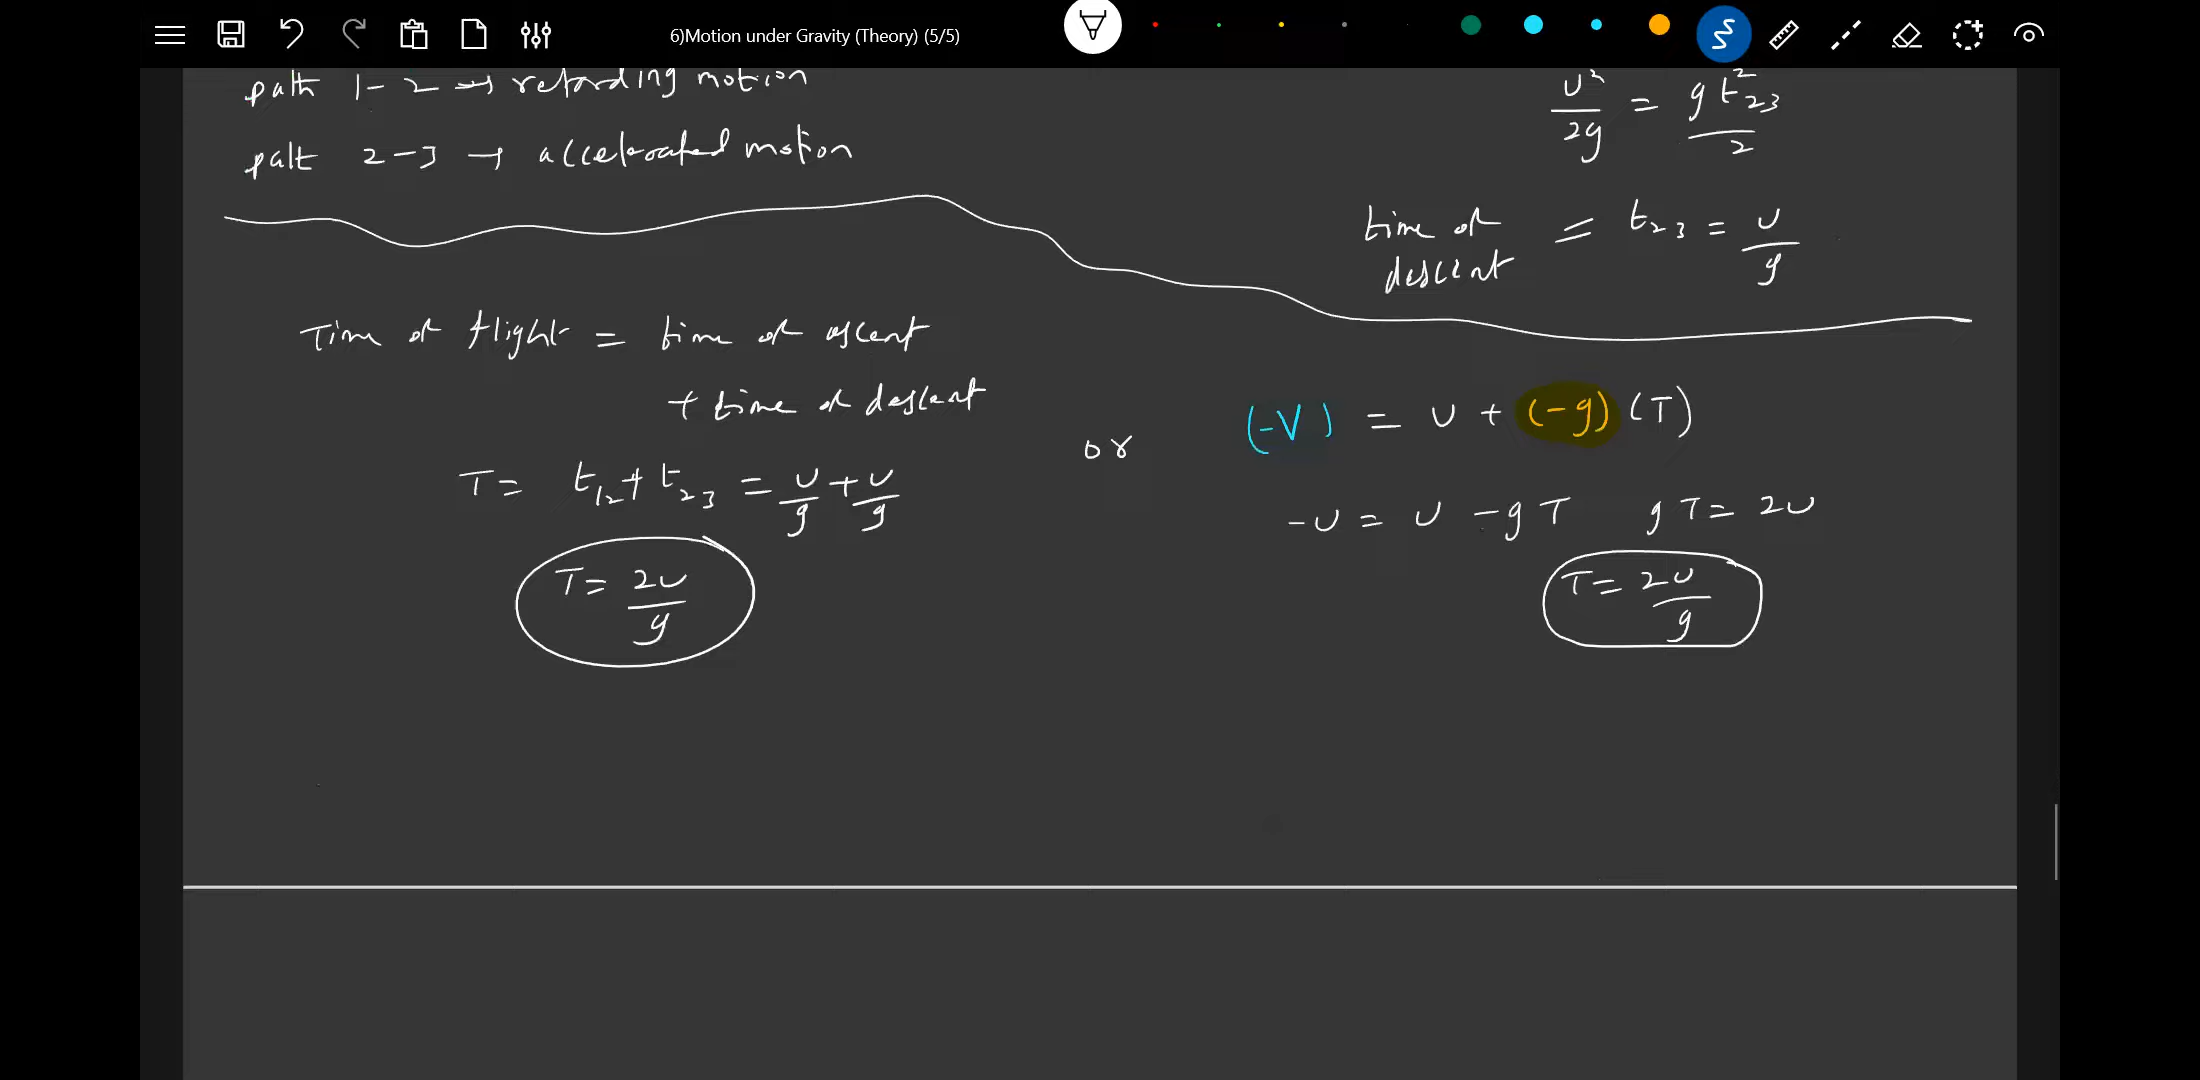 6)Motion under Gravity (Theory) (5/5)
path 1-2 → retarding motion
path 2-3 → accelerated motion
u²/2g = g t₂₃²/2
time of descent = t₂₃ = u/g
Time of flight = time of ascent
+ time of descent
T = t₁₂ + t₂₃ = u/g + u/g
T = 2u/g
or
(-V) = u + (-g) (T)
-u = u - gT gT = 2u
T = 2u/g